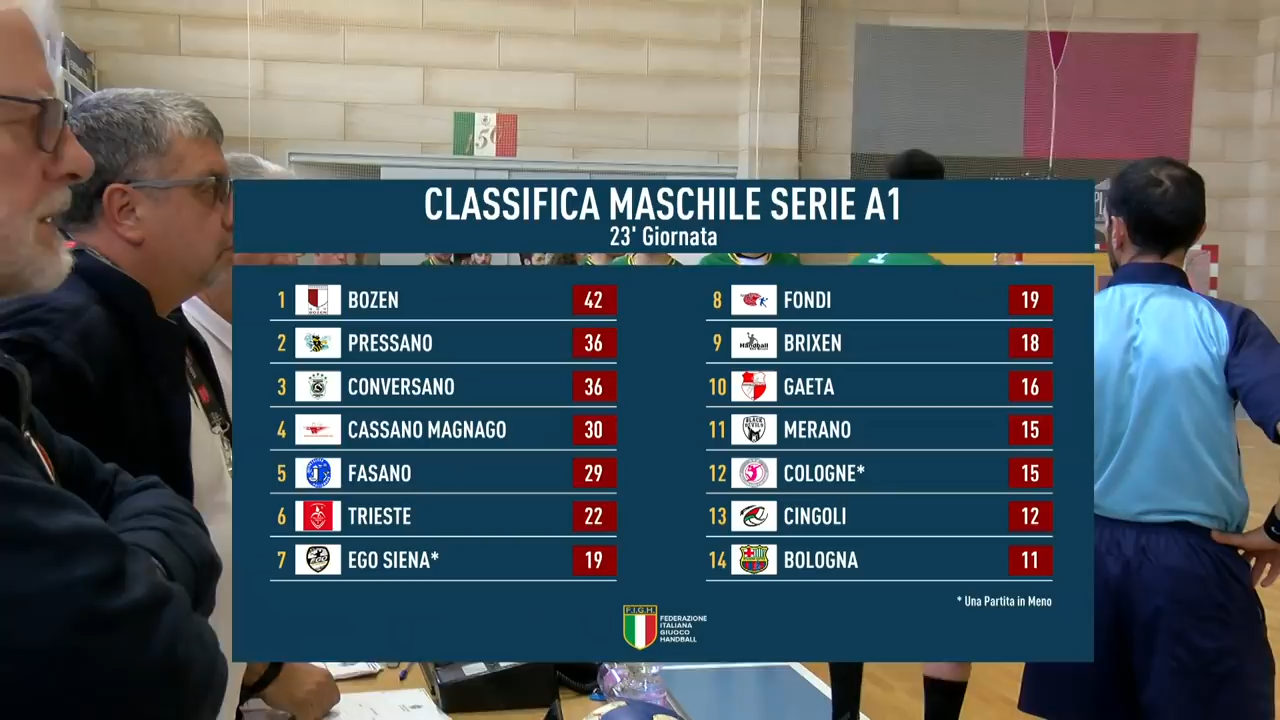 150
CLASSIFICA MASCHILE SERIE A1
23' Giornata
1 BOZEN 42
2 PRESSANO 36
3 CONVERSANO 36
4 CASSANO MAGNAGO 30
5 FASANO 29
6 TRIESTE 22
7 EGO SIENA* 19
8 FONDI 19
9 BRIXEN 18
10 GAETA 16
11 MERANO 15
12 COLOGNE* 15
13 CINGOLI 12
14 BOLOGNA 11
* Una Partita in Meno
F.I.G.H.
FEDERAZIONE
ITALIANA
GIUOCO
HANDBALL